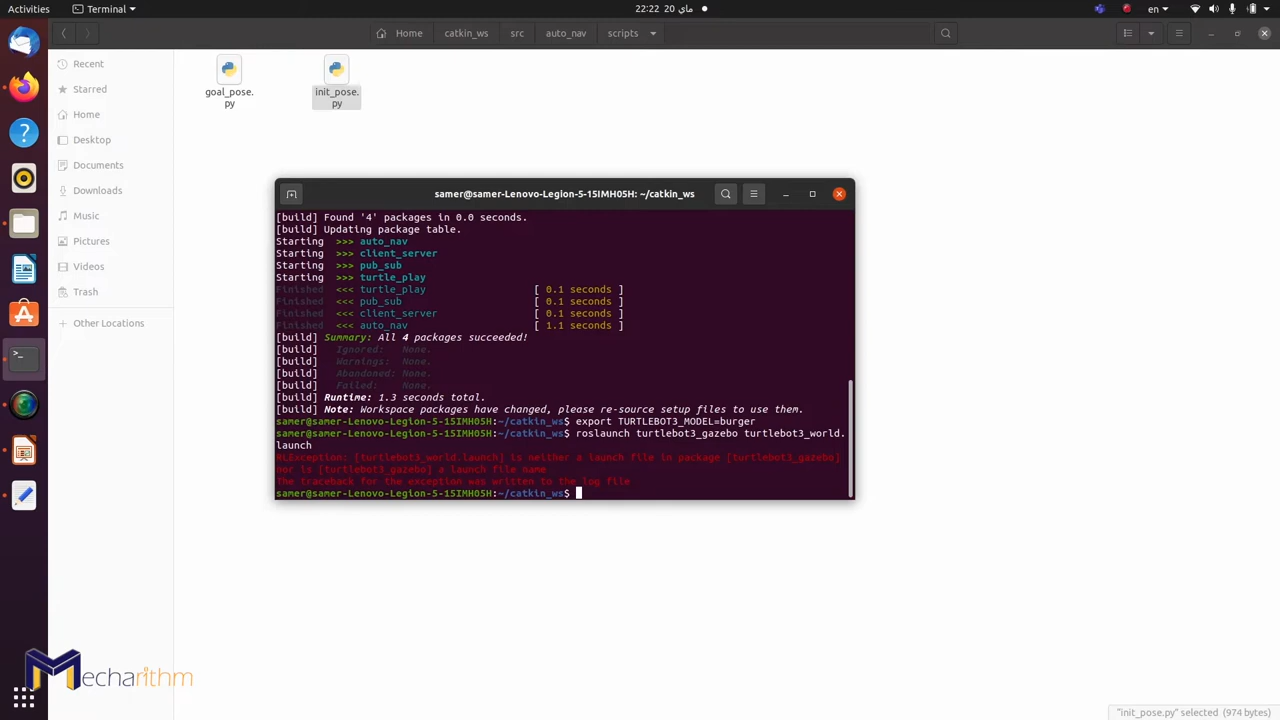 Activities
Terminal
22:22 20 ماي
en
Home
catkin_ws
src
auto_nav
scripts
Recent
Starred
Home
Desktop
Documents
Downloads
Music
Pictures
Videos
Trash
Other Locations
goal_pose.
py
init_pose.
py
samer@samer-Lenovo-Legion-5-15IMH05H: ~/catkin_ws
[build] Found '4' packages in 0.0 seconds.
[build] Updating package table.
Starting >>> auto_nav
Starting >>> client_server
Starting >>> pub_sub
Starting >>> turtle_play
Finished <<< turtle_play [ 0.1 seconds ]
Finished <<< pub_sub [ 0.1 seconds ]
Finished <<< client_server [ 0.1 seconds ]
Finished <<< auto_nav [ 1.1 seconds ]
[build] Summary: All 4 packages succeeded!
[build] Ignored: None.
[build] Warnings: None.
[build] Abandoned: None.
[build] Failed: None.
[build] Runtime: 1.3 seconds total.
[build] Note: Workspace packages have changed, please re-source setup files to use them.
samer@samer-Lenovo-Legion-5-15IMH05H:~/catkin_ws$ export TURTLEBOT3_MODEL=burger
samer@samer-Lenovo-Legion-5-15IMH05H:~/catkin_ws$ roslaunch turtlebot3_gazebo turtlebot3_world.
launch
RLException: [turtlebot3_world.launch] is neither a launch file in package [turtlebot3_gazebo]
nor is [turtlebot3_gazebo] a launch file name
The traceback for the exception was written to the log file
samer@samer-Lenovo-Legion-5-15IMH05H:~/catkin_ws$
Mecharithm
"init_pose.py" selected (974 bytes)